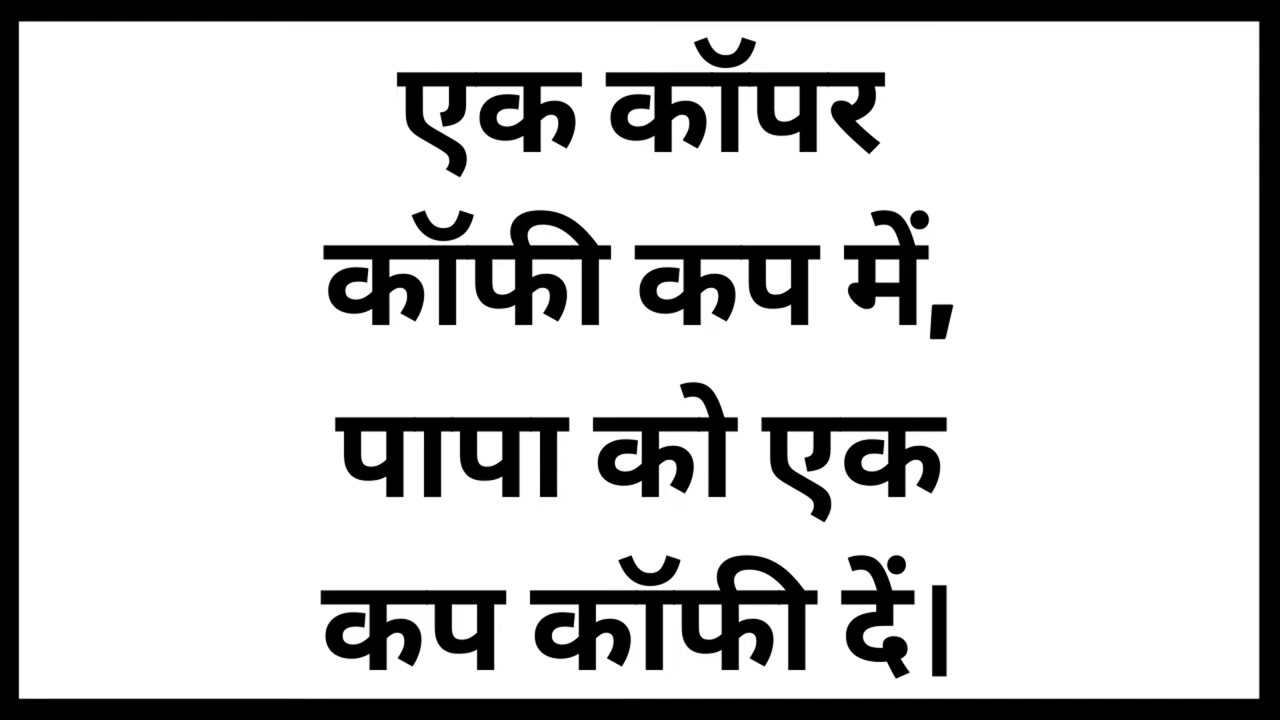 एक कॉपर
कॉफी कप में,
पापा को एक
कप कॉफी दें।